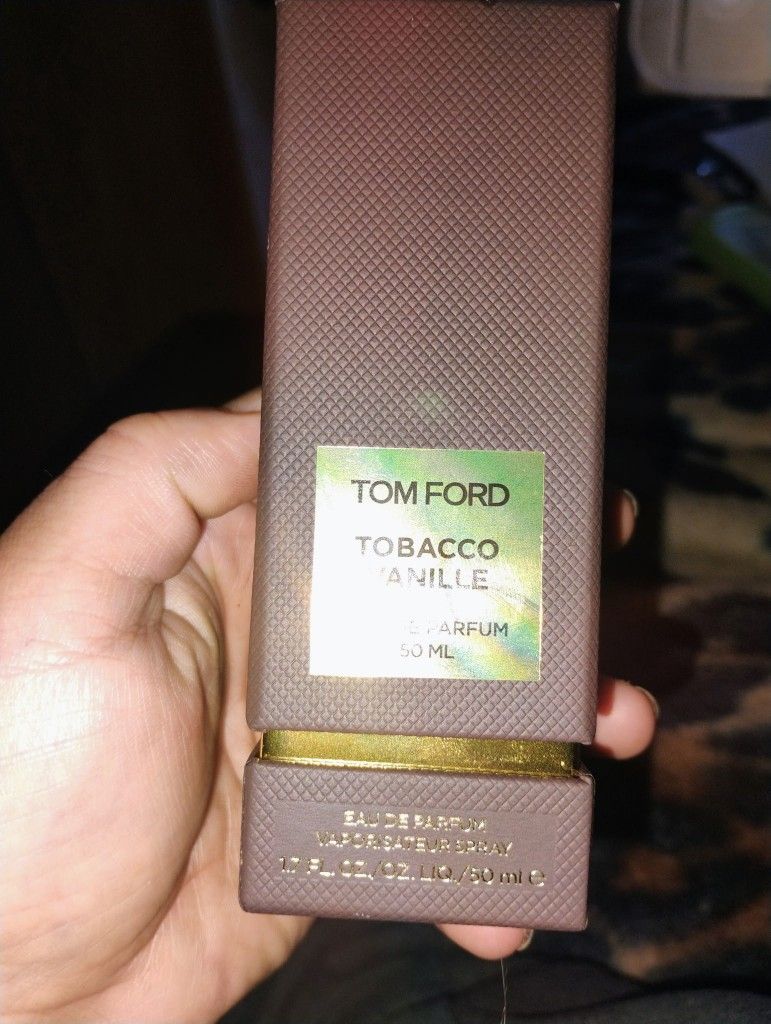 TOM FORD
TOBACCO
VANILLE
E PARFUM
50 ML
EAU DE PARFUM
VAPORISATEUR SPRAY
1.7 FL. OZ./OZ. LIQ./50 ml ℮